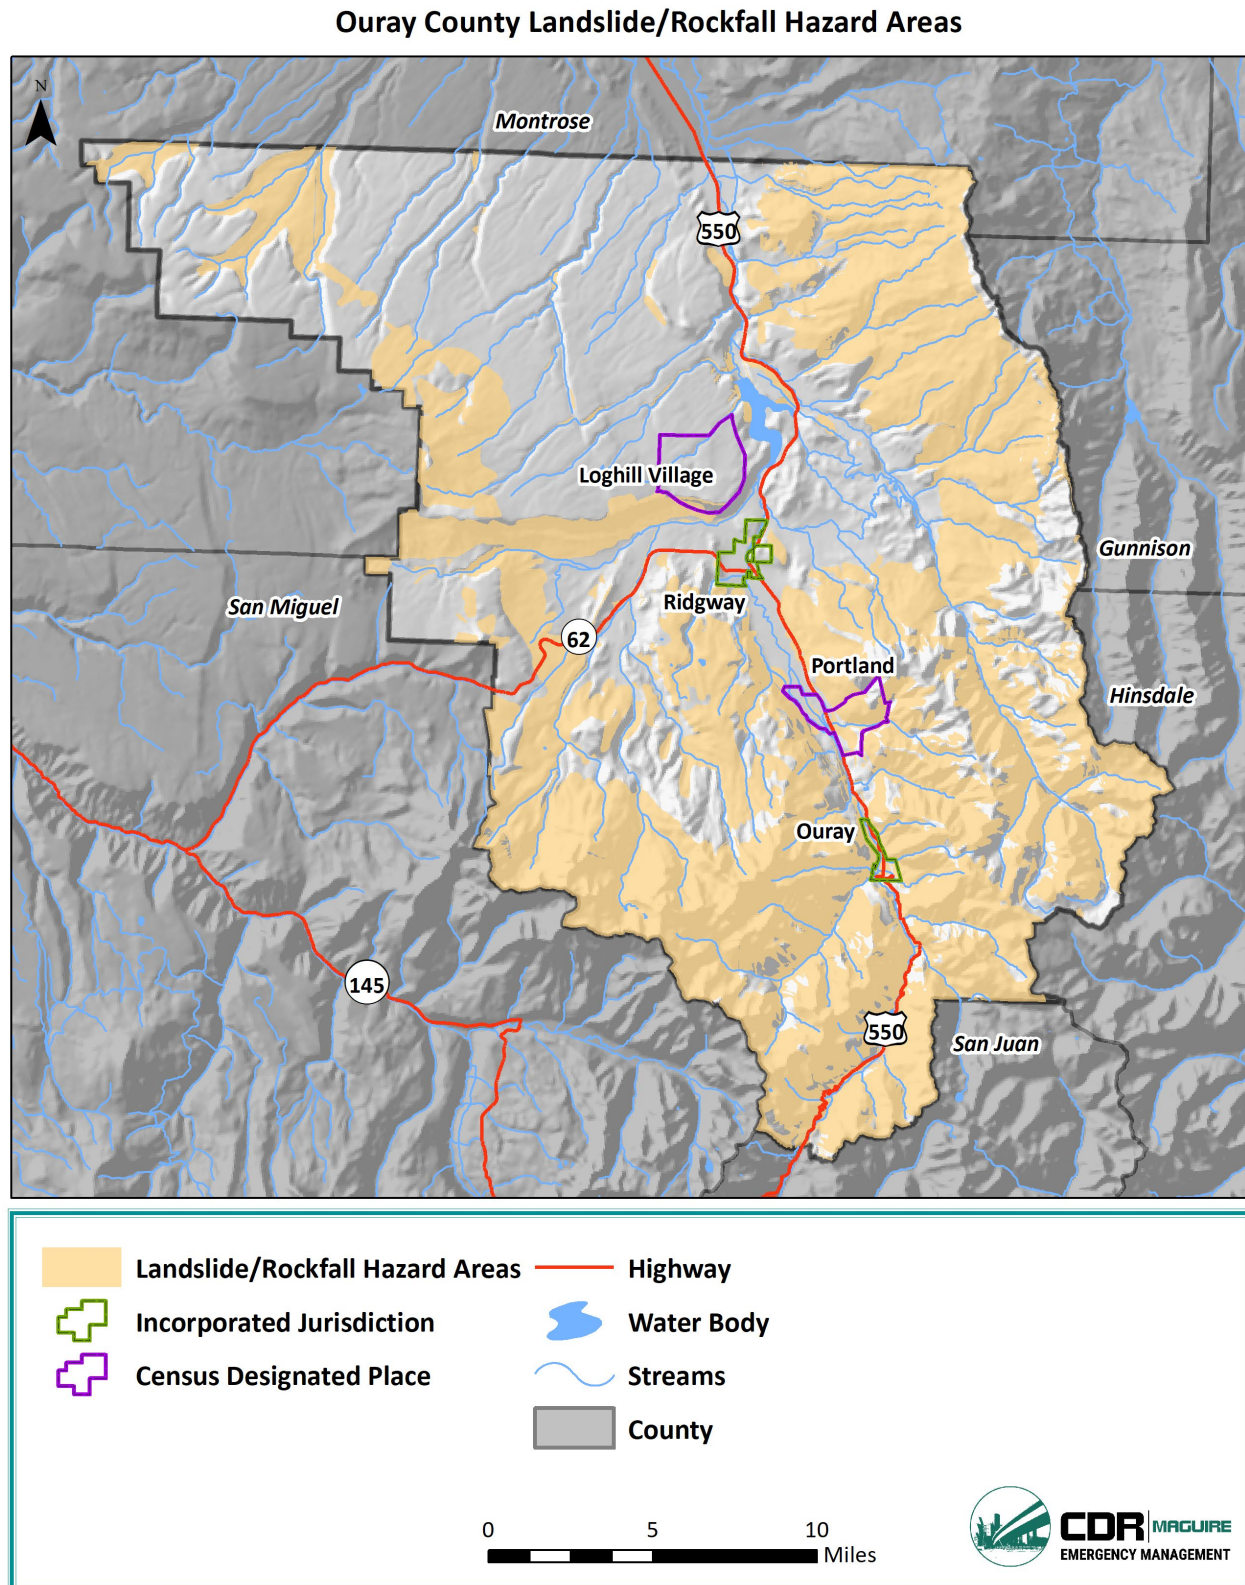 Ouray County Landslide/Rockfall Hazard Areas
N
Montrose
550
Loghill Village
Gunnison
San Miguel
Ridgway
62
Portland
Hinsdale
Ouray
145
550
San Juan
Landslide/Rockfall Hazard Areas
Highway
Incorporated Jurisdiction
Water Body
Census Designated Place
Streams
County
0 5 10
Miles
CDR MAGUIRE
EMERGENCY MANAGEMENT